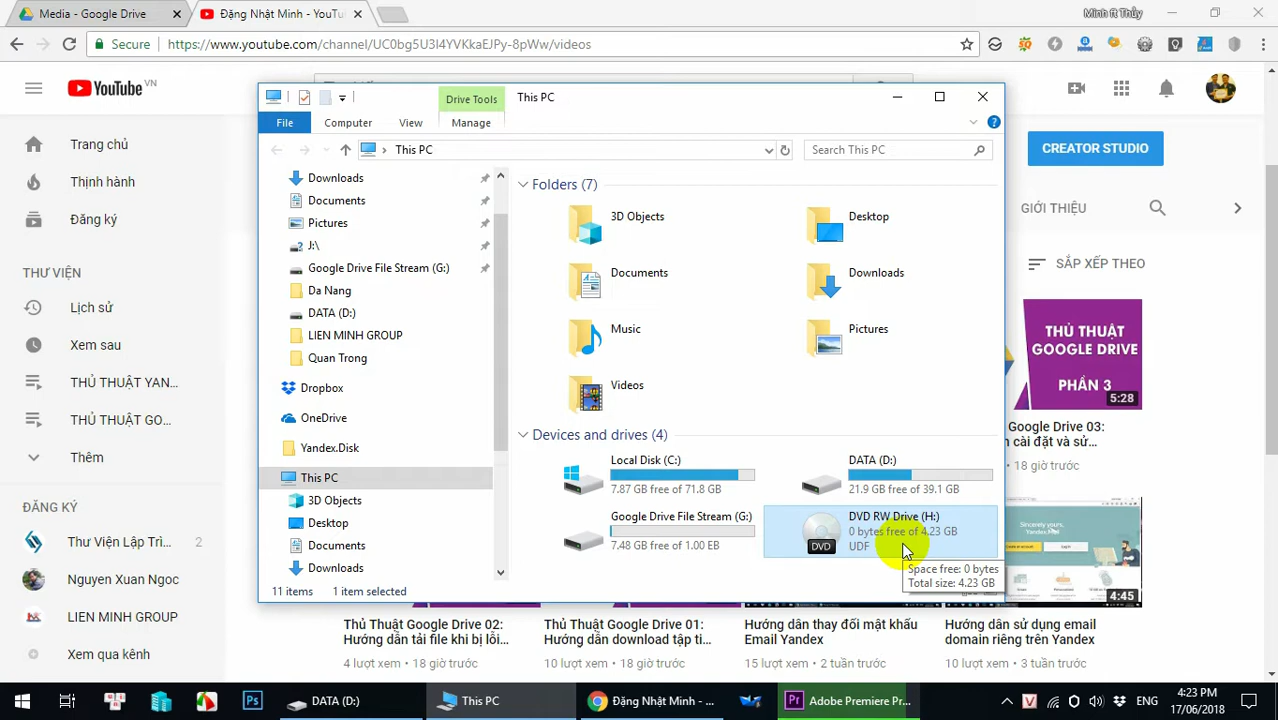 Media - Google Drive
Đặng Nhật Minh - YouTu
Minh ft Thủy
Secure
https://www.youtube.com/channel/UC0bg5U3l4YVKkaEJPy-8pWw/videos
YouTube VN
This PC
Drive Tools
File
Computer
View
Manage
This PC
Search This PC
Downloads
Documents
Pictures
J:\
Google Drive File Stream (G:)
Da Nang
DATA (D:)
LIEN MINH GROUP
Quan Trong
Dropbox
OneDrive
Yandex.Disk
This PC
3D Objects
Desktop
Documents
Downloads
11 items
1 item selected
Folders (7)
3D Objects
Desktop
Documents
Downloads
Music
Pictures
Videos
Devices and drives (4)
Local Disk (C:)
7.87 GB free of 71.8 GB
DATA (D:)
21.9 GB free of 39.1 GB
Google Drive File Stream (G:)
7.48 GB free of 1.00 EB
DVD RW Drive (H:)
0 bytes free of 4.23 GB
UDF
DVD
Space free: 0 bytes
Total size: 4.23 GB
Trang chủ
Thịnh hành
Đăng ký
THƯ VIỆN
Lịch sử
Xem sau
THỦ THUẬT YAN...
THỦ THUẬT GO...
Thêm
ĐĂNG KÝ
Thư Viện Lập Trì...
2
Nguyen Xuan Ngoc
PHAN MINH QUANG
Xem quá kênh
CREATOR STUDIO
GIỚI THIỆU
SẮP XẾP THEO
THỦ THUẬT
GOOGLE DRIVE
PHẦN 3
5:28
Google Drive 03:
cài đặt và sử...
18 giờ trước
Sincerely yours,
Yandex.Mail
4:45
Thủ Thuật Google Drive 02:
Hướng dẫn tải file khi bị lỗi...
4 lượt xem • 18 giờ trước
Thủ Thuật Google Drive 01:
Hướng dẫn download tập ti...
10 lượt xem • 18 giờ trước
Hướng dẫn thay đổi mật khẩu
Email Yandex
15 lượt xem • 2 tuần trước
Hướng dẫn sử dụng email
domain riêng trên Yandex
10 lượt xem • 3 tuần trước
Ps
DATA (D:)
This PC
Đặng Nhật Minh - ...
Pr
Adobe Premiere Pr...
V
ENG
4:23 PM
17/06/2018